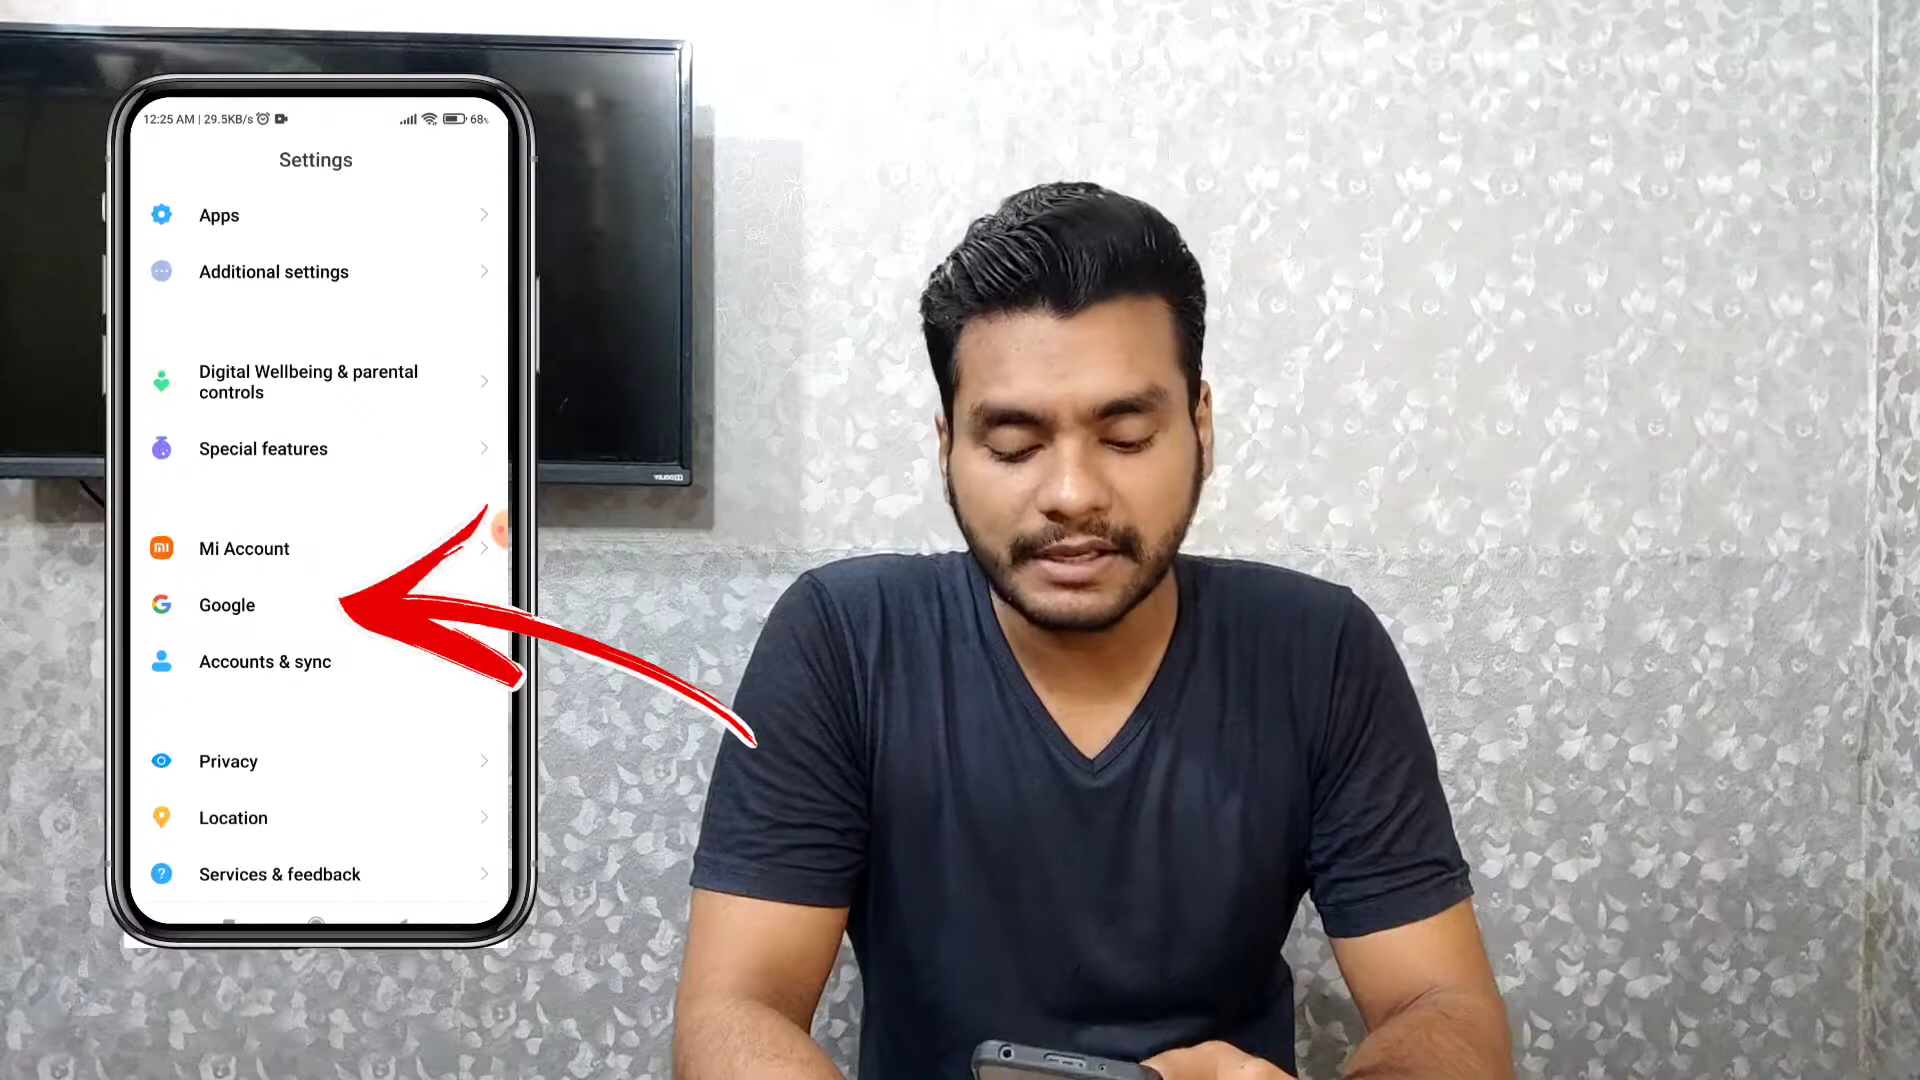 12:25 AM | 29.5KB/s
68%
Settings
Apps
Additional settings
Digital Wellbeing & parental
controls
Special features
mi
Mi Account
Google
Accounts & sync
Privacy
Location
Services & feedback